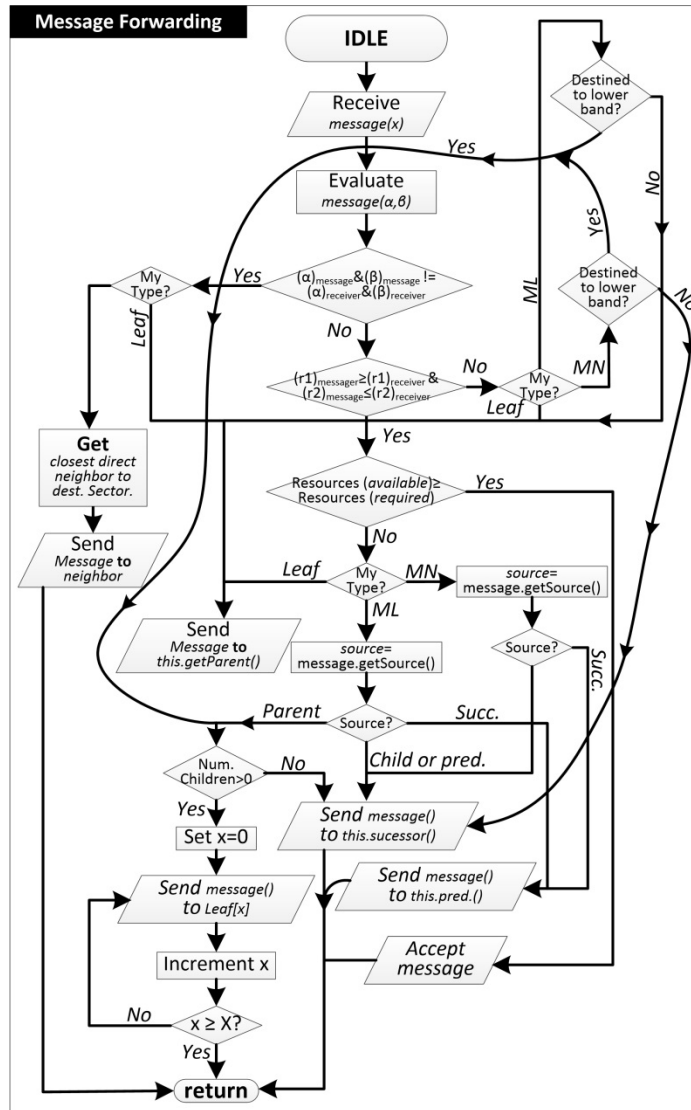 Message Forwarding
IDLE
Receive
message(x)
Destined
to lower
band?
Yes
No
Evaluate
message(α,β)
ML
Yes
My
Type?
Yes
(α)message&(β)message !=
(α)receiver&(β)receiver
Destined
to lower
band?
No
Leaf
No
(r1)messager≥(r1)receiver &
(r2)message≤(r2)receiver
No
My
Type?
MN
Leaf
Yes
Get
closest direct
neighbor to
dest. Sector.
Resources (available)≥
Resources (required)
Yes
Send
Message to
neighbor
No
Leaf
My
Type?
MN
source=
message.getSource()
ML
Send
Message to
this.getParent()
source=
message.getSource()
Source?
Succ.
Parent
Source?
Succ.
Child or pred.
Num.
Children>0
No
Yes
Send message()
to this.sucessor()
Set x=0
Send message()
to Leaf[x]
Send message()
to this.pred.()
Increment x
Accept
message
No
x ≥ X?
Yes
return